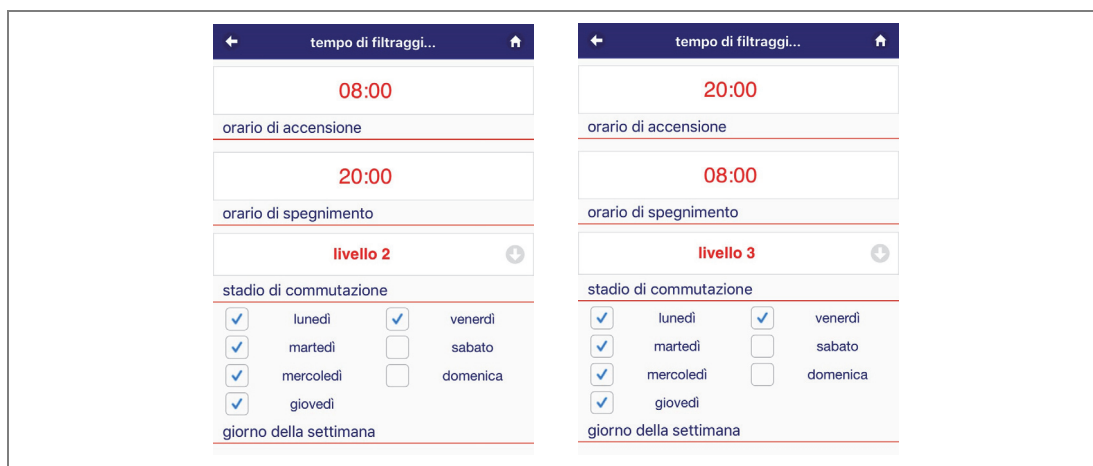 tempo di filtraggi...
08:00
orario di accensione
20:00
orario di spegnimento
livello 2
stadio di commutazione
lunedì venerdì
martedì sabato
mercoledì domenica
giovedì
giorno della settimana
tempo di filtraggi...
20:00
orario di accensione
08:00
orario di spegnimento
livello 3
stadio di commutazione
lunedì venerdì
martedì sabato
mercoledì domenica
giovedì
giorno della settimana